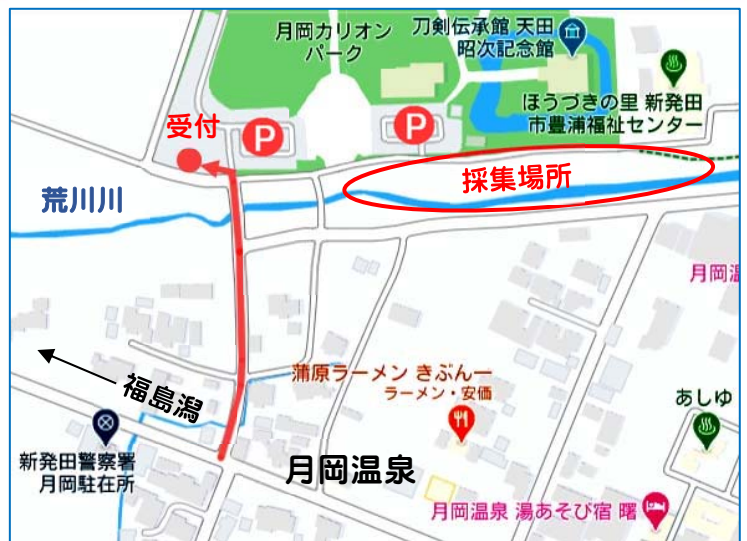 月岡カリオン
パーク
刀剣伝承館 天田
昭次記念館
ほうづきの里 新発田
市豊浦福祉センター
受付
P
P
採集場所
荒川川
月岡温
福島潟
蒲原ラーメン きぶん一
ラーメン・安価
あしゆ
新発田警察署
月岡駐在所
月岡温泉
月岡温泉 湯あそび宿 曙